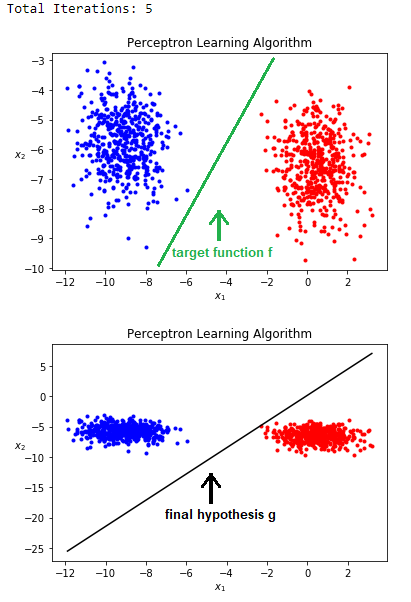 Total Iterations: 5
Perceptron Learning Algorithm
−3
−4
−5
−6
−7
−8
−9
−10
x2
target function f
−12 −10 −8 −6 −4 −2 0 2
x1
Perceptron Learning Algorithm
5
0
−5
−10
−15
−20
−25
x2
final hypothesis g
−12 −10 −8 −6 −4 −2 0 2
x1